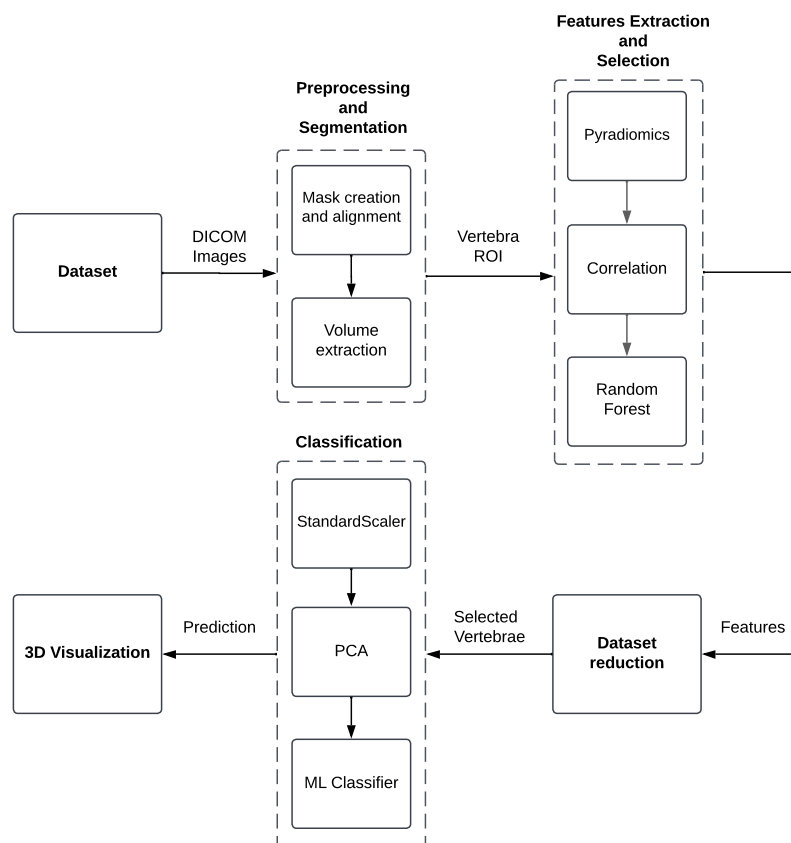 Features Extraction
and
Selection
Preprocessing
and
Segmentation
Pyradiomics
Mask creation
and alignment
DICOM
Images
Vertebra
ROI
Dataset
Correlation
Volume
extraction
Random
Forest
Classification
StandardScaler
Selected
Vertebrae
Prediction
Features
3D Visualization
PCA
Dataset
reduction
ML Classifier